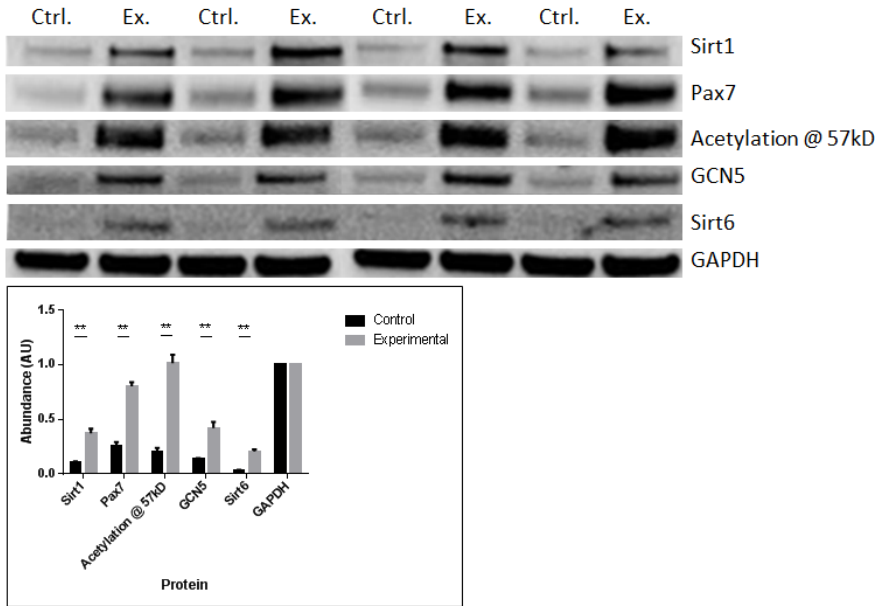 Ctrl. Ex. Ctrl. Ex. Ctrl. Ex. Ctrl. Ex.
Sirt1
Pax7
Acetylation @ 57kD
GCN5
Sirt6
GAPDH
1.5
1.0
0.5
0.0
Abundance (AU)
** ** ** ** **
Control
Experimental
Sirt1
Pax7
Acetylation @ 57kD
GCN5
Sirt6
GAPDH
Protein